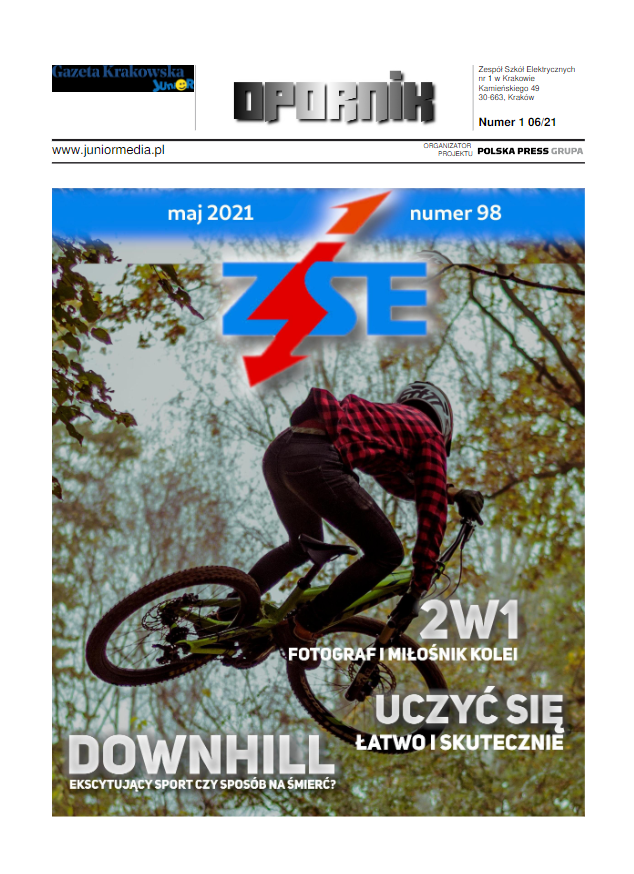 Gazeta Krakowska
Junior
OPORNIK
Zespół Szkół Elektrycznych
nr 1 w Krakowie
Kamieńskiego 49
30-663, Kraków
Numer 1 06/21
www.juniormedia.pl
ORGANIZATOR
PROJEKTU
POLSKA PRESS GRUPA
maj 2021
numer 98
ZSE
2W1
FOTOGRAF I MIŁOŚNIK KOLEI
UCZYĆ SIĘ
ŁATWO I SKUTECZNIE
DOWNHILL
EKSCYTUJĄCY SPORT CZY SPOSÓB NA ŚMIERĆ?